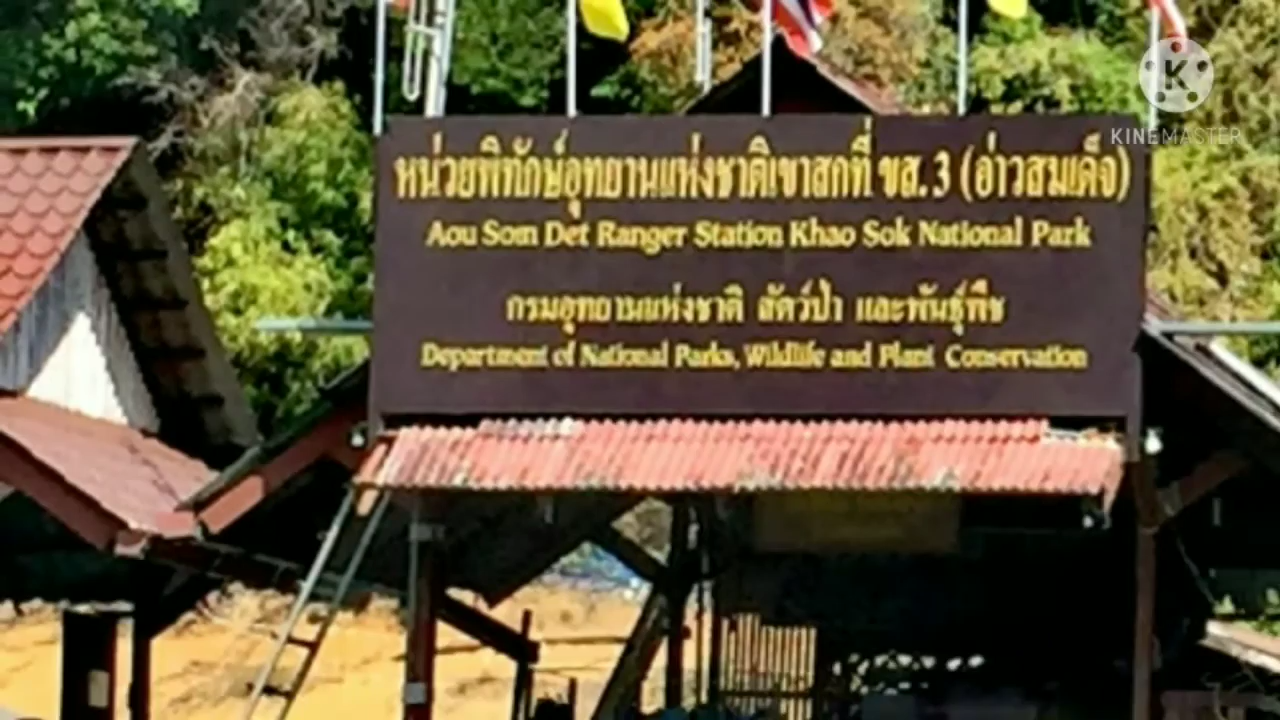 K
KINEMASTER
หน่วยพิทักษ์อุทยานแห่งชาติเขาสกที่ ขส.3 (อ่าวสมเด็จ)
Aou Som Det Ranger Station Khao Sok National Park
กรมอุทยานแห่งชาติ สัตว์ป่า และพันธุ์พืช
Department of National Parks, Wildlife and Plant Conservation